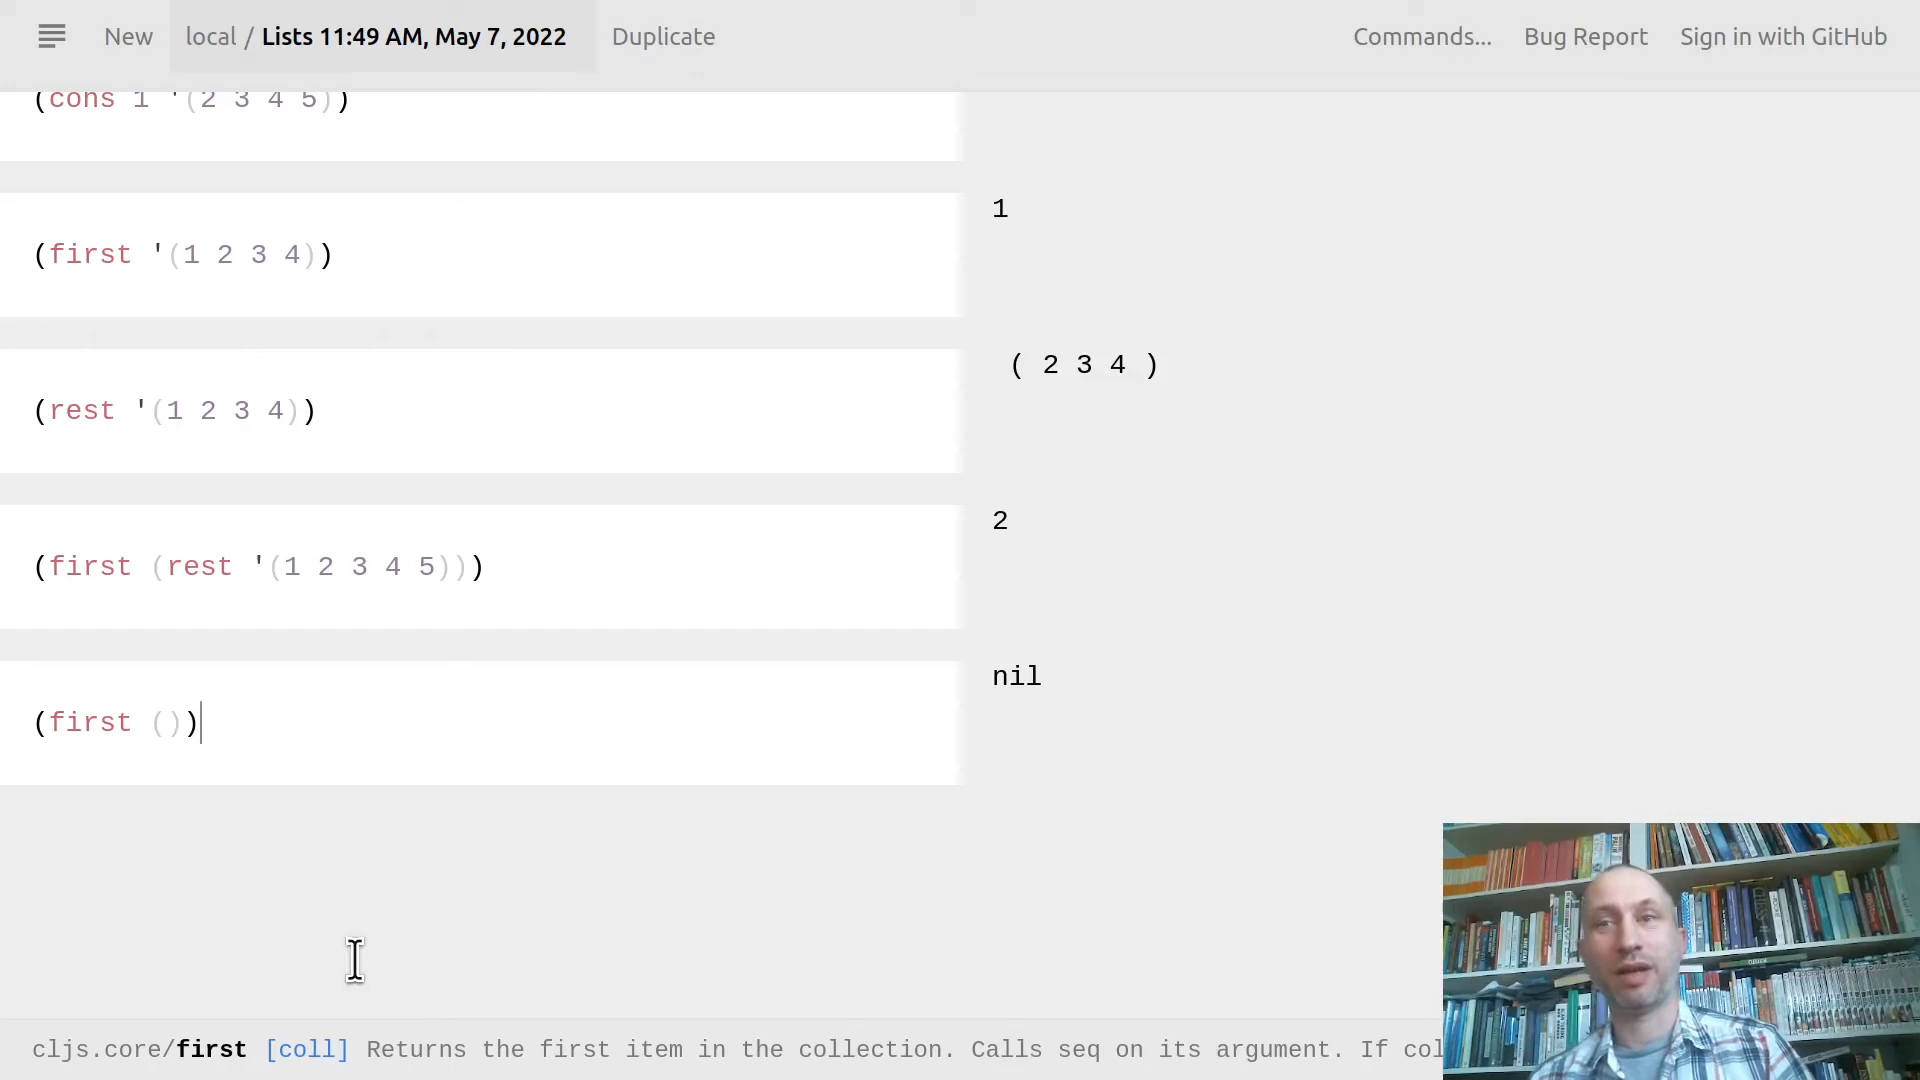 New local / Lists 11:49 AM, May 7, 2022 Duplicate Commands... Bug Report Sign in with GitHub
(cons 1 '(2 3 4 5))
1
(first '(1 2 3 4))
( 2 3 4 )
(rest '(1 2 3 4))
2
(first (rest '(1 2 3 4 5)))
nil
(first ())
cljs.core/first [coll] Returns the first item in the collection. Calls seq on its argument. If col